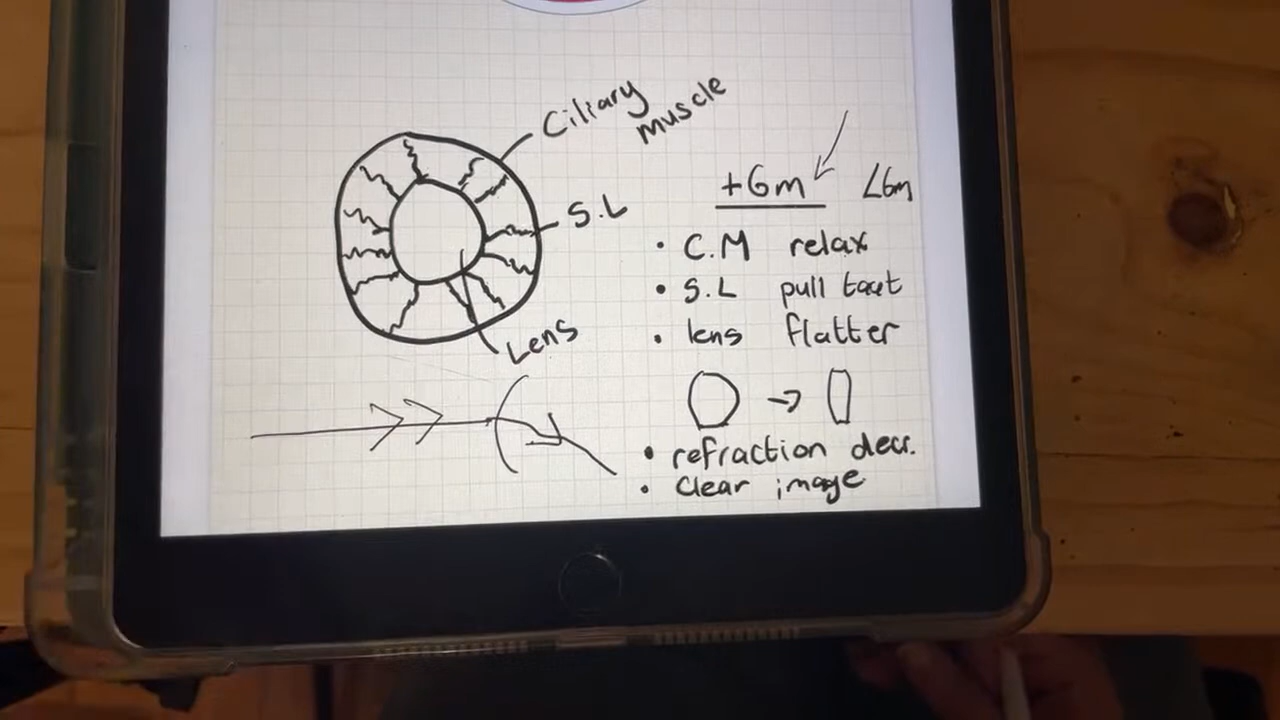 Ciliary
muscle
S.L
Lens
+6m
<6m
• C.M relax
• S.L pull taut
• lens flatter
• refraction decr.
• clear image